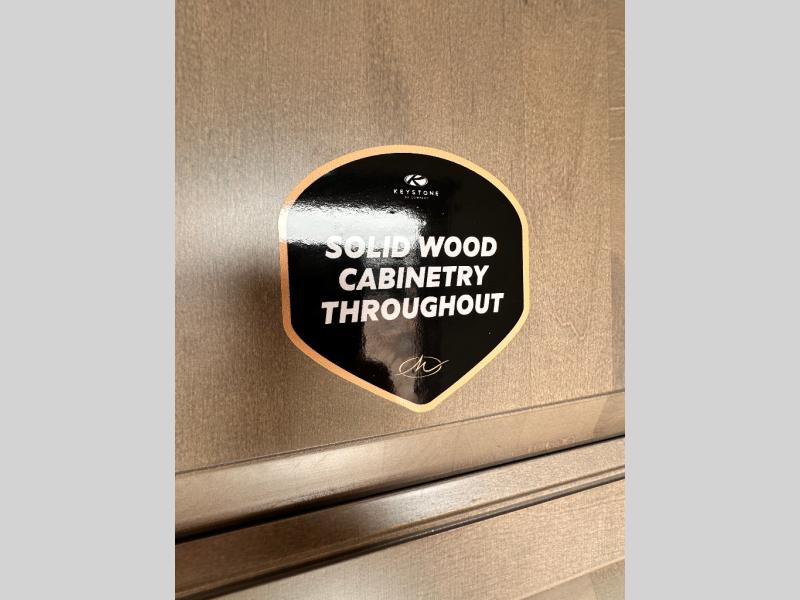 KEYSTONE
RV COMPANY
SOLID WOOD
CABINETRY
THROUGHOUT